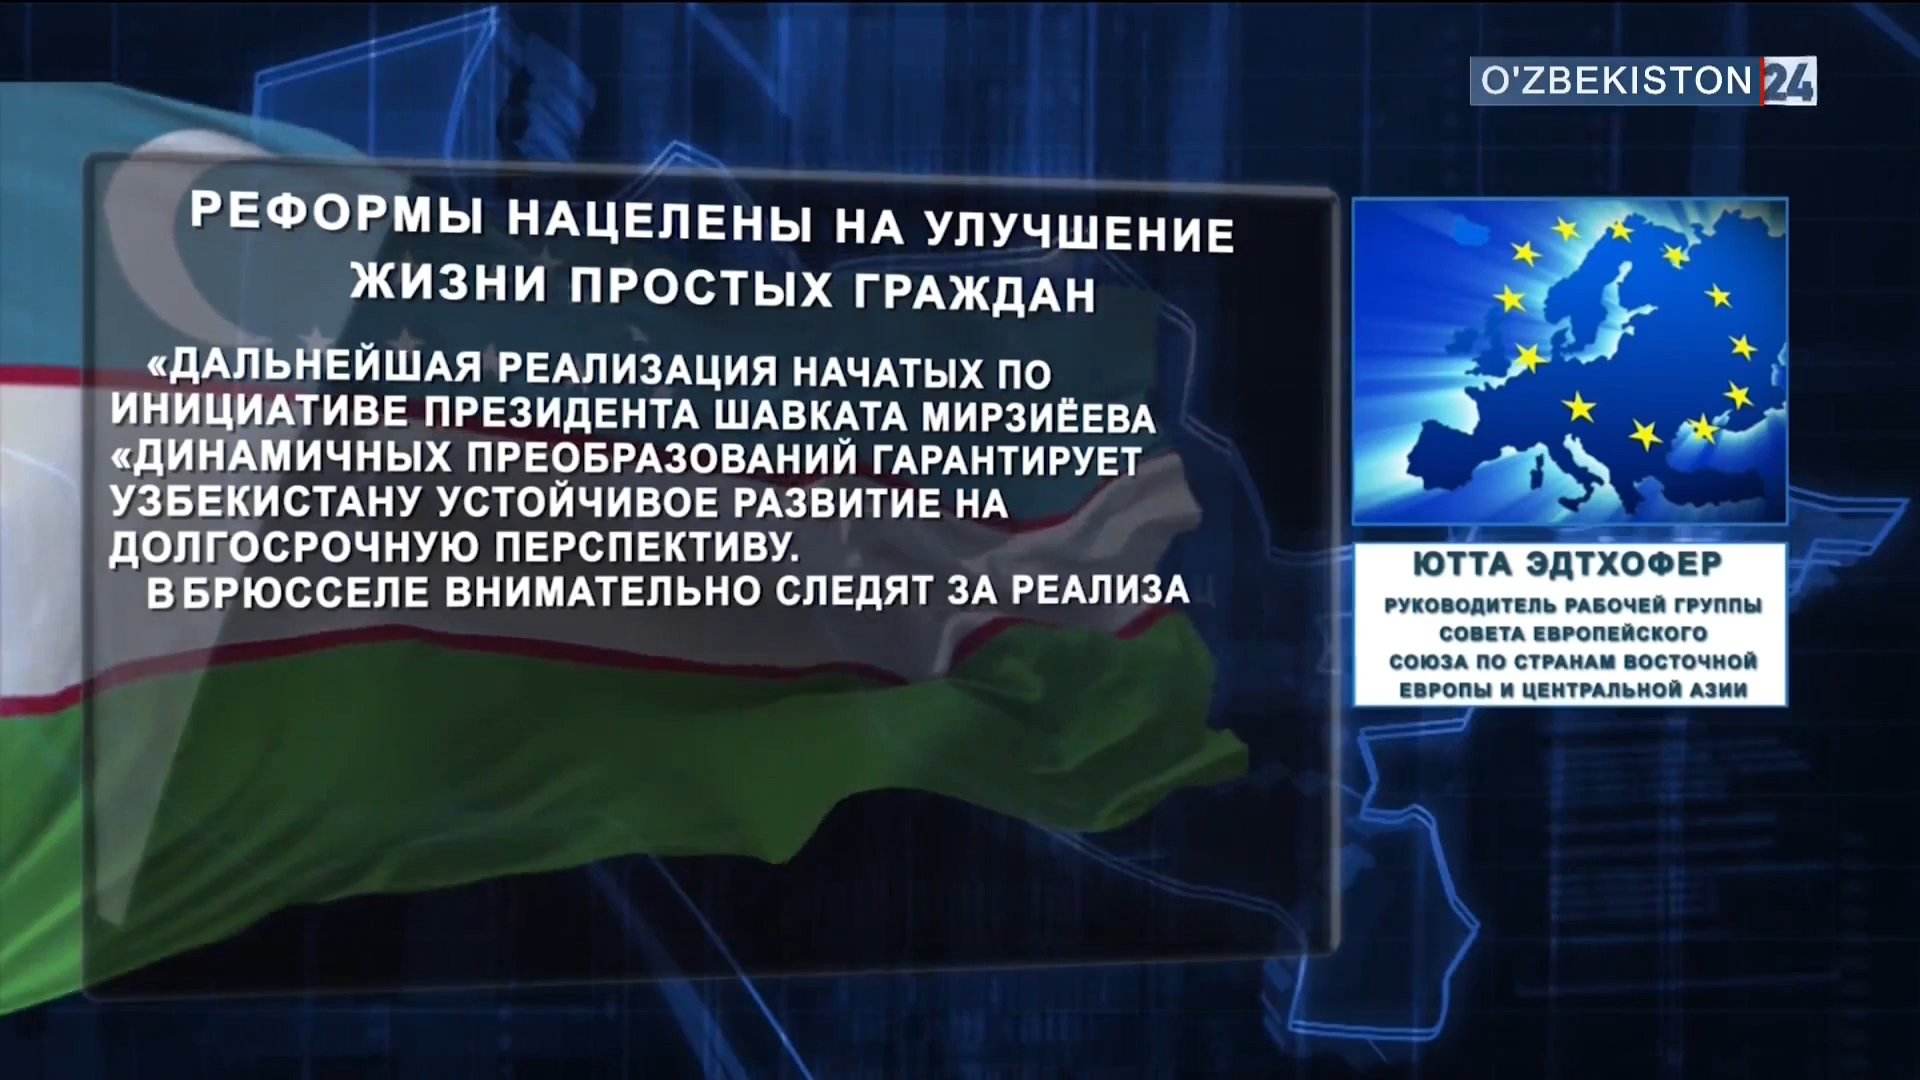 O'ZBEKISTON 24
РЕФОРМЫ НАЦЕЛЕНЫ НА УЛУЧШЕНИЕ
ЖИЗНИ ПРОСТЫХ ГРАЖДАН
«ДАЛЬНЕЙШАЯ РЕАЛИЗАЦИЯ НАЧАТЫХ ПО
ИНИЦИАТИВЕ ПРЕЗИДЕНТА ШАВКАТА МИРЗИЁЕВА
«ДИНАМИЧНЫХ ПРЕОБРАЗОВАНИЙ ГАРАНТИРУЕТ
УЗБЕКИСТАНУ УСТОЙЧИВОЕ РАЗВИТИЕ НА
ДОЛГОСРОЧНУЮ ПЕРСПЕКТИВУ.
В БРЮССЕЛЕ ВНИМАТЕЛЬНО СЛЕДЯТ ЗА РЕАЛИЗА
ЮТТА ЭДТХОФЕР
РУКОВОДИТЕЛЬ РАБОЧЕЙ ГРУППЫ
СОВЕТА ЕВРОПЕЙСКОГО
СОЮЗА ПО СТРАНАМ ВОСТОЧНОЙ
ЕВРОПЫ И ЦЕНТРАЛЬНОЙ АЗИИ